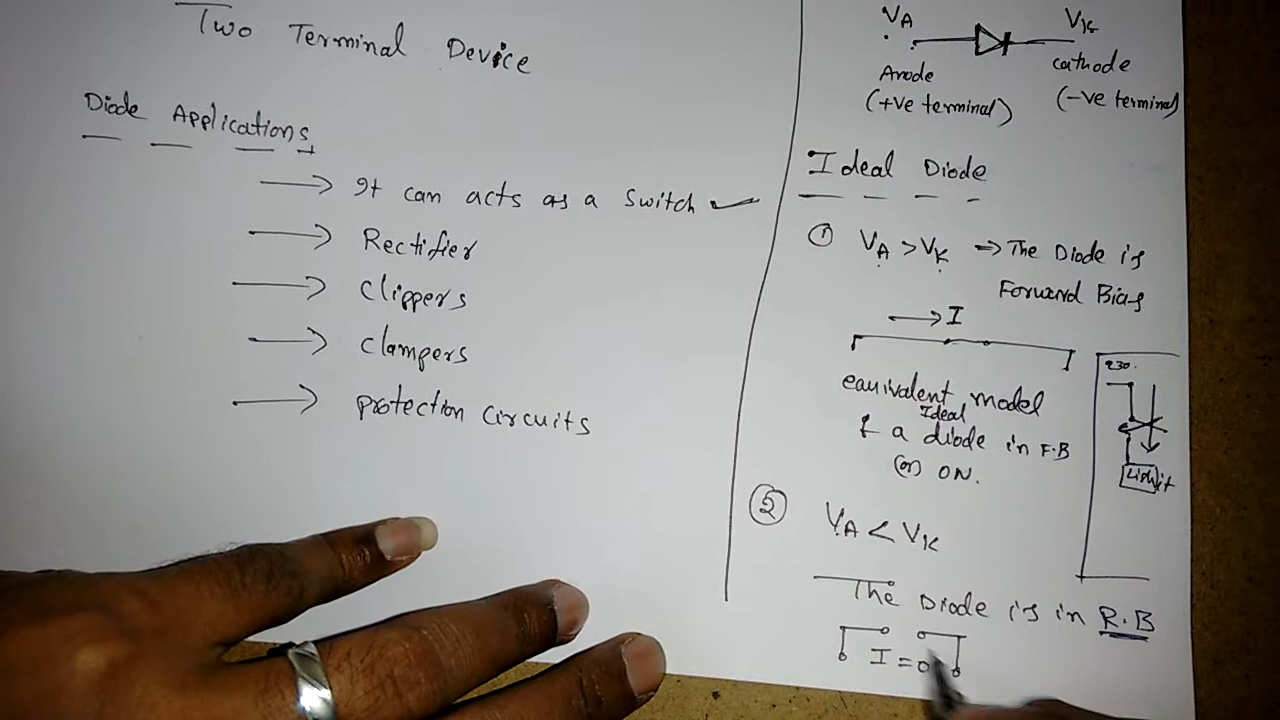 Two Terminal Device
Diode Applications
→ It can acts as a Switch ✓
→ Rectifier
→ Clippers
→ Clampers
→ protection Circuits
VA VK
Anode cathode
(+ve terminal) (-ve terminal)
Ideal Diode
① VA > VK ⇒ The Diode is
Forward Bias
→ I
equivalent model
Ideal
f a diode in F.B
(or) ON.
230.
Light
② VA < VK
The Diode is in R.B
I = 0